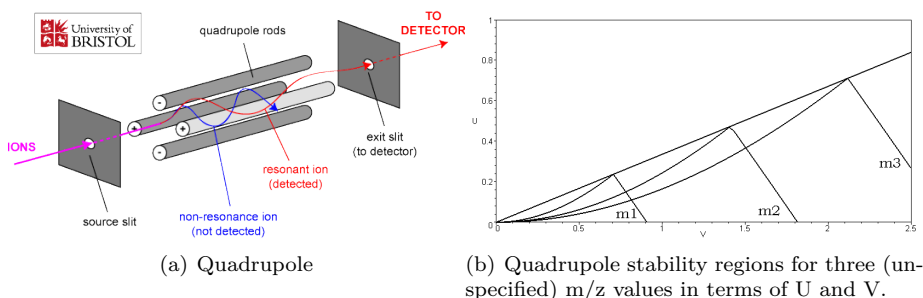 University of
BRISTOL
quadrupole rods
TO
DETECTOR
IONS
source slit
exit slit
(to detector)
resonant ion
(detected)
non-resonance ion
(not detected)
- + + -
(a) Quadrupole
1
0.8
U
0.6
0.4
0.2
0
0 0.5 1 1.5 2 2.5
V
m1
m2
m3
(b) Quadrupole stability regions for three (un-
specified) m/z values in terms of U and V.